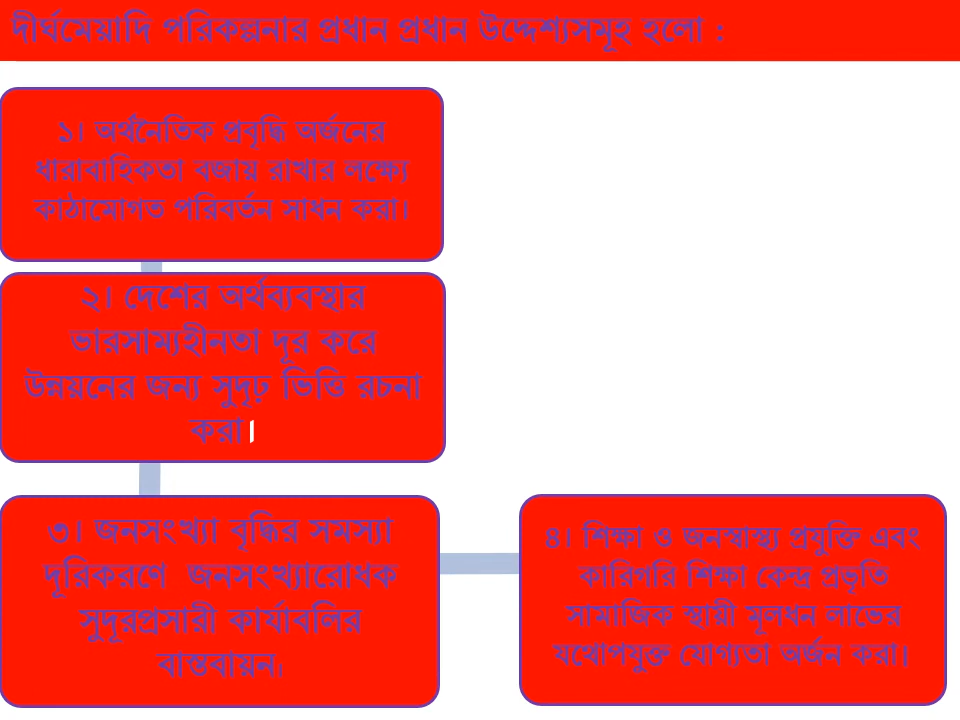 দীর্ঘমেয়াদি পরিকল্পনার প্রধান প্রধান উদ্দেশ্যসমূহ হলো :
১। অর্থনৈতিক প্রবৃদ্ধি অর্জনের
ধারাবাহিকতা বজায় রাখার লক্ষ্যে
কাঠামোগত পরিবর্তন সাধন করা।
২। দেশের অর্থব্যবস্থার
ভারসাম্যহীনতা দূর করে
উন্নয়নের জন্য সুদৃঢ় ভিত্তি রচনা
করা।
৩। জনসংখ্যা বৃদ্ধির সমস্যা
দূরিকরণে জনসংখ্যারোধক
সুদূরপ্রসারী কার্যাবলির
বাস্তবায়ন।
৪। শিক্ষা ও জনস্বাস্থ্য প্রযুক্তি এবং
কারিগরি শিক্ষা কেন্দ্র প্রভৃতি
সামাজিক স্থায়ী মূলধন লাভের
যথোপযুক্ত যোগ্যতা অর্জন করা।